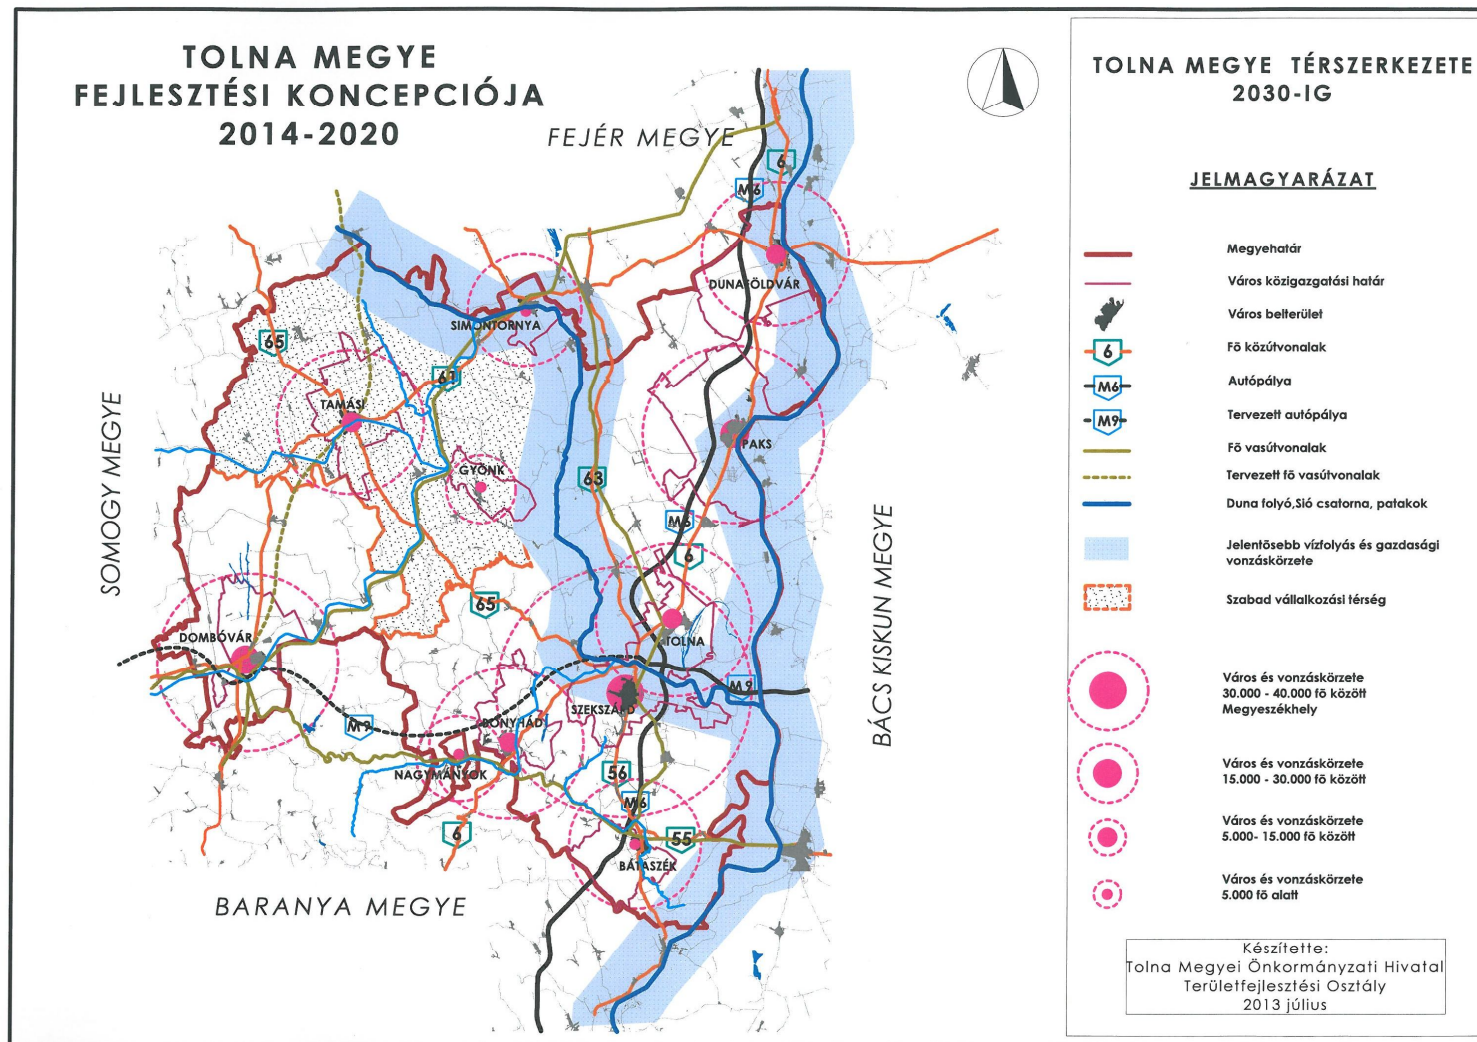 TOLNA MEGYE
FEJLESZTÉSI KONCEPCIÓJA
2014-2020
FEJÉR MEGYE
6
M6
DUNAFÖLDVÁR
SIMONTORNYA
65
61
TAMÁSI
PAKS
GYÖNK
63
SOMOGY MEGYE
BÁCS KISKUN MEGYE
M6
6
65
TOLNA
DOMBÓVÁR
M9
SZEKSZÁRD
M9
BONYHÁD
NAGYMÁNYOK
56
M6
6
55
BÁTASZÉK
BARANYA MEGYE
TOLNA MEGYE TÉRSZERKEZETE
2030-IG
JELMAGYARÁZAT
Megyehatár
Város közigazgatási határ
Város belterület
6
Fő közútvonalak
M6
Autópálya
M9
Tervezett autópálya
Fő vasútvonalak
Tervezett fő vasútvonalak
Duna folyó,Sió csatorna, patakok
Jelentősebb vízfolyás és gazdasági
vonzáskörzete
Szabad vállalkozási térség
Város és vonzáskörzete
30.000 - 40.000 fő között
Megyeszékhely
Város és vonzáskörzete
15.000 - 30.000 fő között
Város és vonzáskörzete
5.000- 15.000 fő között
Város és vonzáskörzete
5.000 fő alatt
Készítette:
Tolna Megyei Önkormányzati Hivatal
Területfejlesztési Osztály
2013 július